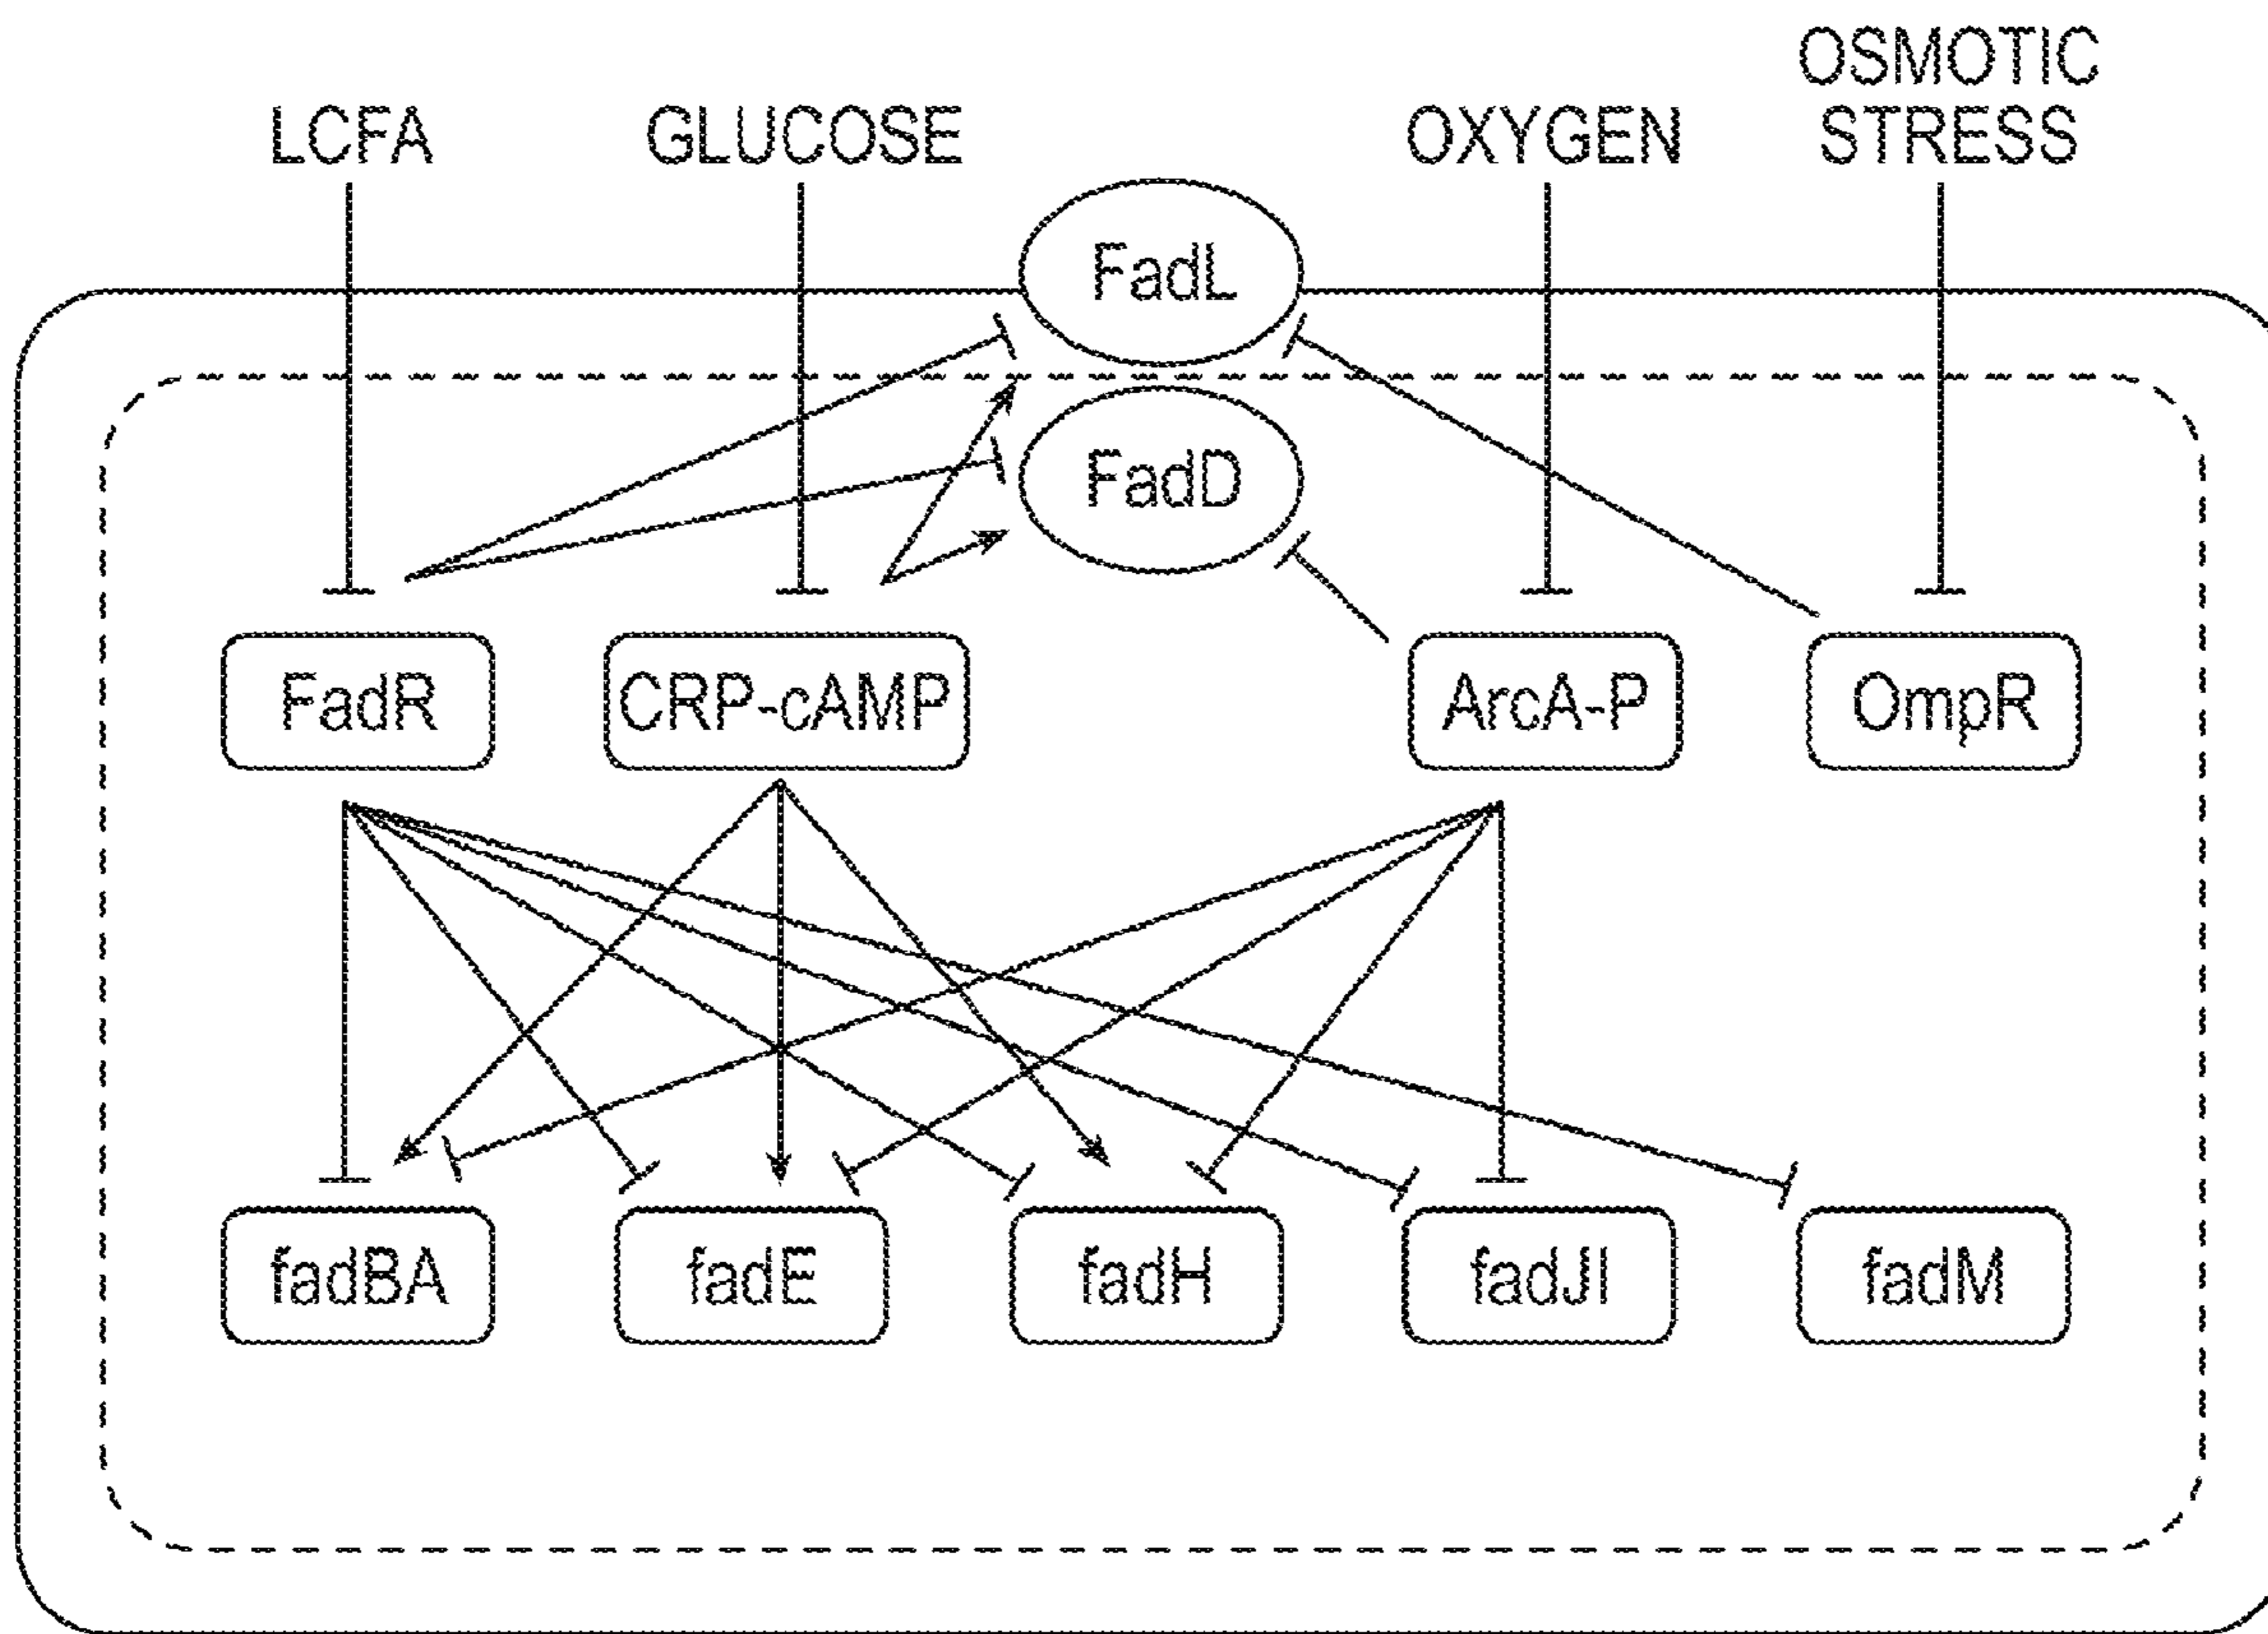 LCFA
GLUCOSE
OXYGEN
OSMOTIC
STRESS
FadL
FadD
FadR
CRP-cAMP
ArcA-P
OmpR
fadBA
fadE
fadH
fadJI
fadM